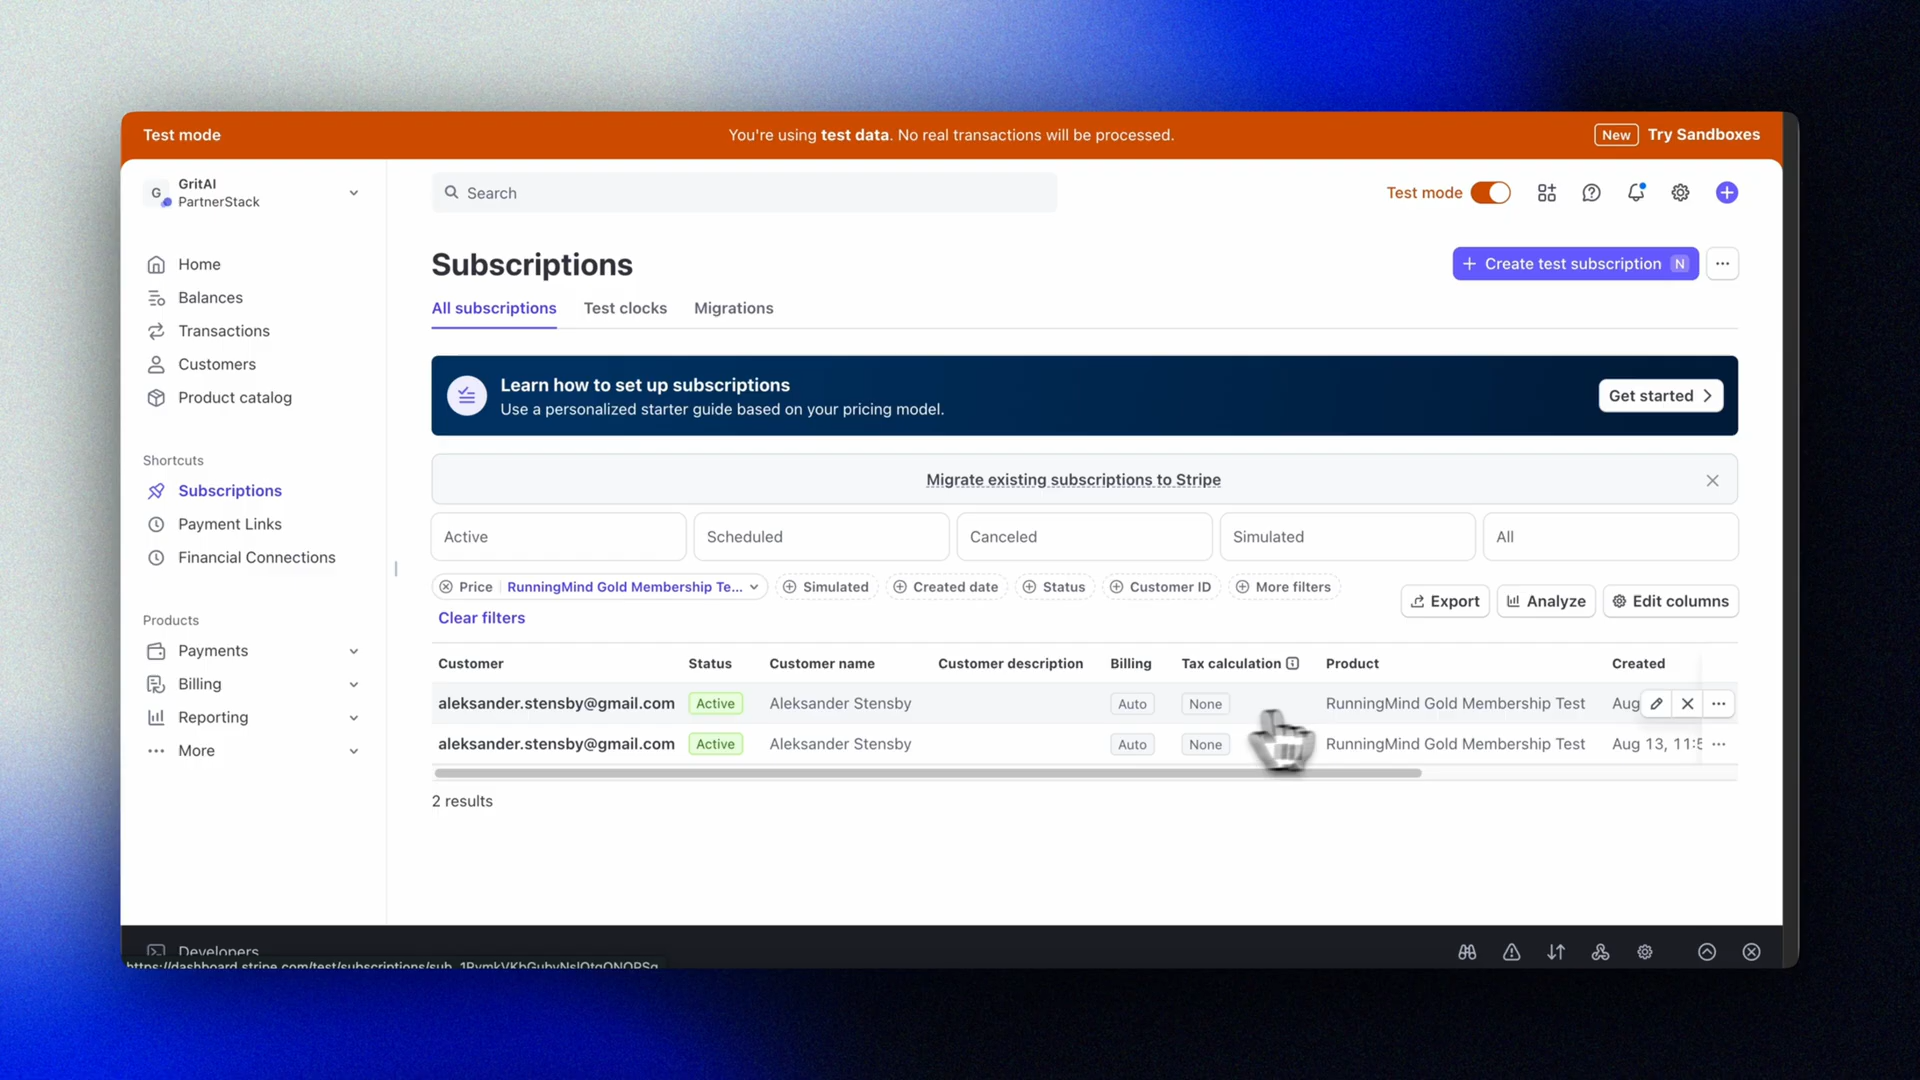 Test mode
You're using test data. No real transactions will be processed.
New Try Sandboxes
G
GritAI
PartnerStack
Search
Test mode
Home
Balances
Transactions
Customers
Product catalog
Shortcuts
Subscriptions
Payment Links
Financial Connections
Products
Payments
Billing
Reporting
More
Subscriptions
Create test subscription N
All subscriptions Test clocks Migrations
Learn how to set up subscriptions
Use a personalized starter guide based on your pricing model.
Get started
Migrate existing subscriptions to Stripe
Active Scheduled Canceled Simulated All
Price RunningMind Gold Membership Te... Simulated Created date Status Customer ID More filters
Clear filters
Export Analyze Edit columns
Customer Status Customer name Customer description Billing Tax calculation Product Created
aleksander.stensby@gmail.com Active Aleksander Stensby Auto None RunningMind Gold Membership Test Aug
aleksander.stensby@gmail.com Active Aleksander Stensby Auto None RunningMind Gold Membership Test Aug 13, 11:5
2 results
Developers